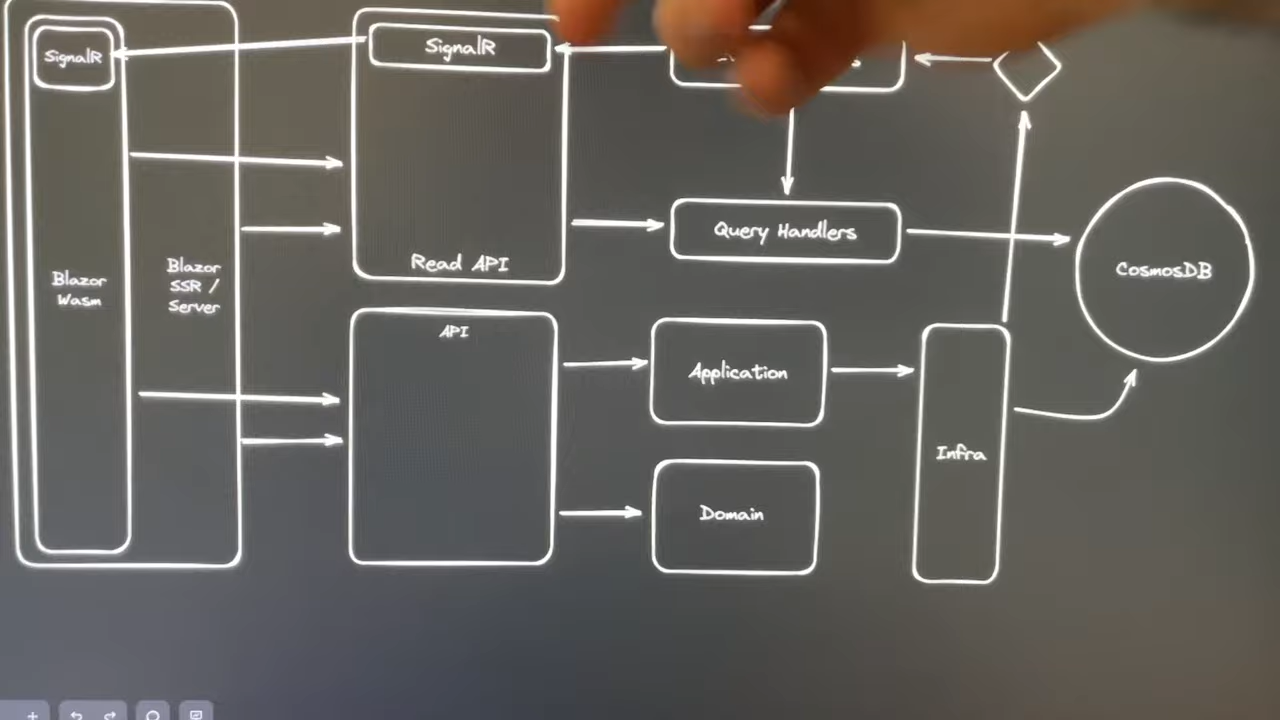 SignalR
SignalR
Query Handlers
CosmosDB
Read API
Blazor
Wasm
Blazor
SSR /
Server
API
Application
Infra
Domain